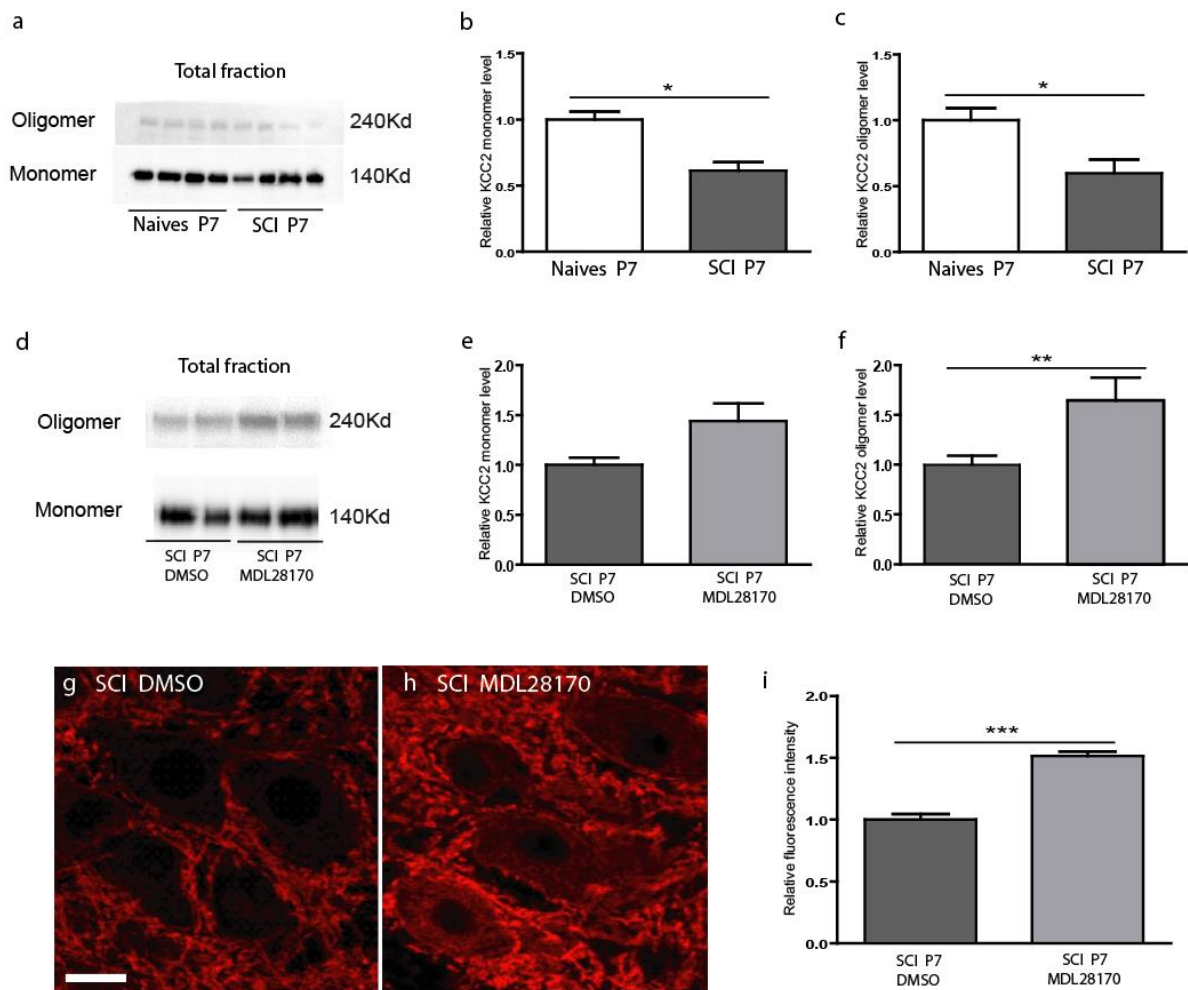 a
Total fraction
Oligomer
240Kd
Monomer
140Kd
Naives P7
SCI P7
b
Relative KCC2 monomer level
*
1.0
0.5
0.0
Naives P7
SCI P7
c
Relative KCC2 oligomer level
*
1.0
0.5
0.0
Naives P7
SCI P7
d
Total fraction
Oligomer
240Kd
Monomer
140Kd
SCI P7
DMSO
SCI P7
MDL28170
e
Relative KCC2 monomer level
2.0
1.5
1.0
0.5
0.0
SCI P7
DMSO
SCI P7
MDL28170
f
Relative KCC2 oligomer level
**
2.0
1.5
1.0
0.5
0.0
SCI P7
DMSO
SCI P7
MDL28170
g SCI DMSO
h SCI MDL28170
i
Relative fluorescence intensity
***
2.0
1.5
1.0
0.5
0.0
SCI P7
DMSO
SCI P7
MDL28170